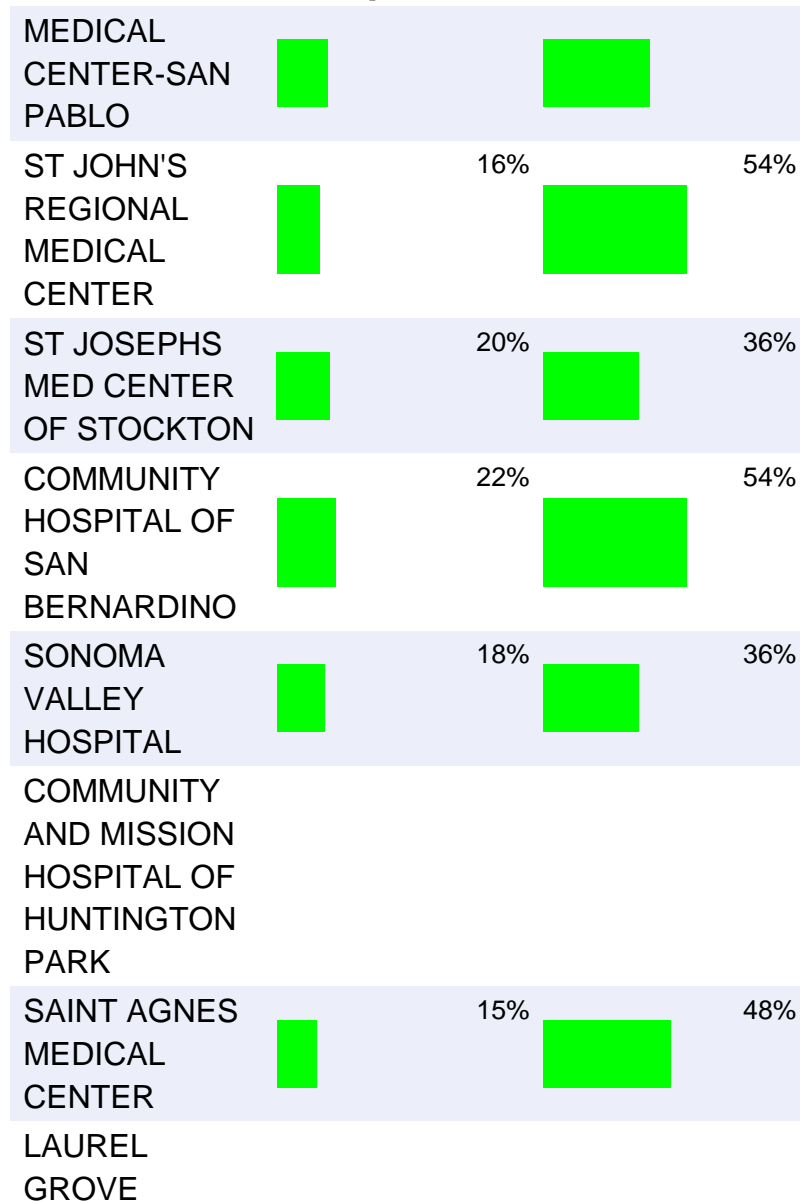 MEDICAL
CENTER-SAN
PABLO
ST JOHN'S 16% 54%
REGIONAL
MEDICAL
CENTER
ST JOSEPHS 20% 36%
MED CENTER
OF STOCKTON
COMMUNITY 22% 54%
HOSPITAL OF
SAN
BERNARDINO
SONOMA 18% 36%
VALLEY
HOSPITAL
COMMUNITY
AND MISSION
HOSPITAL OF
HUNTINGTON
PARK
SAINT AGNES 15% 48%
MEDICAL
CENTER
LAUREL
GROVE